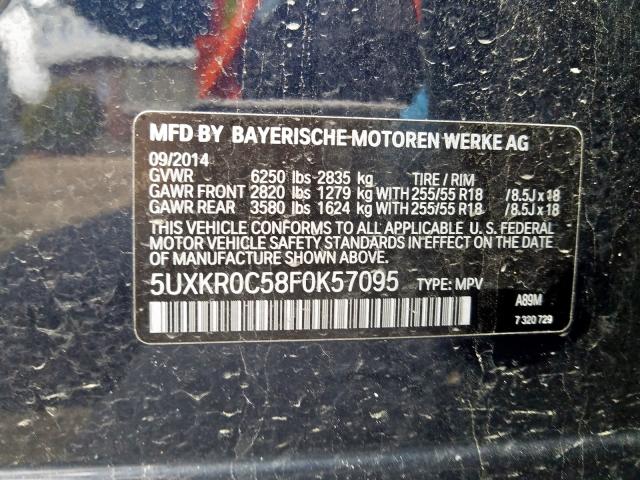 MFD BY BAYERISCHE MOTOREN WERKE AG
09/2014
GVWR 6250 lbs-2835 kg TIRE / RIM
GAWR FRONT 2820 lbs 1279 kg WITH 255/55 R18 /8.5J x 18
GAWR REAR 3580 lbs 1624 kg WITH 255/55 R18 /8.5J x 18
THIS VEHICLE CONFORMS TO ALL APPLICABLE U. S. FEDERAL
MOTOR VEHICLE SAFETY STANDARDS IN EFFECT ON THE DATE
OF MANUFACTURE SHOWN ABOVE.
5UXKR0C58F0K57095 TYPE: MPV
A89M
7 320 729